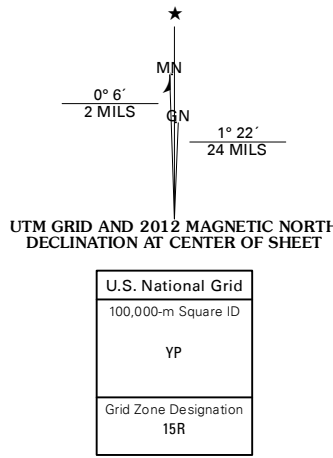 ★
MN
0° 6´
2 MILS
GN
1° 22´
24 MILS
UTM GRID AND 2012 MAGNETIC NORTH
DECLINATION AT CENTER OF SHEET
U.S. National Grid
100,000-m Square ID
YP
Grid Zone Designation
15R